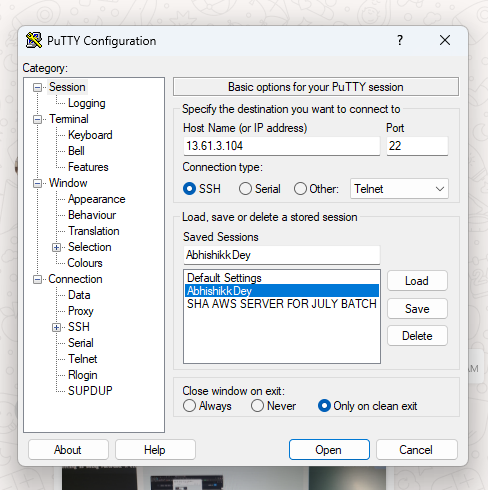 PuTTY Configuration
?
Category:
Session
Logging
Terminal
Keyboard
Bell
Features
Window
Appearance
Behaviour
Translation
Selection
Colours
Connection
Data
Proxy
SSH
Serial
Telnet
Rlogin
SUPDUP
Basic options for your PuTTY session
Specify the destination you want to connect to
Host Name (or IP address) Port
13.61.3.104 22
Connection type:
SSH Serial Other: Telnet
Load, save or delete a stored session
Saved Sessions
AbhishikkDey
Default Settings
AbhishikkDey
SHA AWS SERVER FOR JULY BATCH
Load
Save
Delete
Close window on exit:
Always Never Only on clean exit
About Help Open Cancel
AM